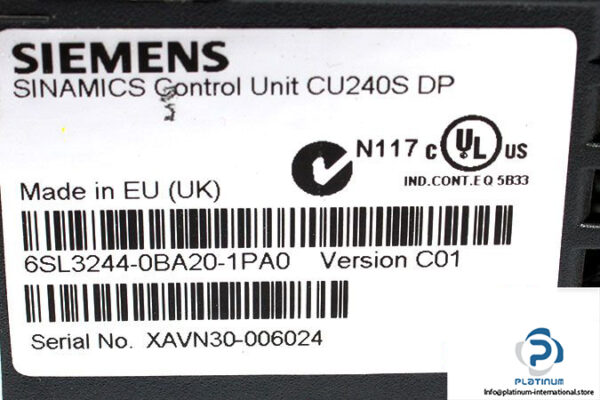 SIEMENS
SINAMICS Control Unit CU240S DP
N117 C UL US
IND.CONT.EQ 5B33
Made in EU (UK)
6SL3244-0BA20-1PA0 Version C01
Serial No. XAVN30-006024
PLATINUM
Info@platinum-international.store